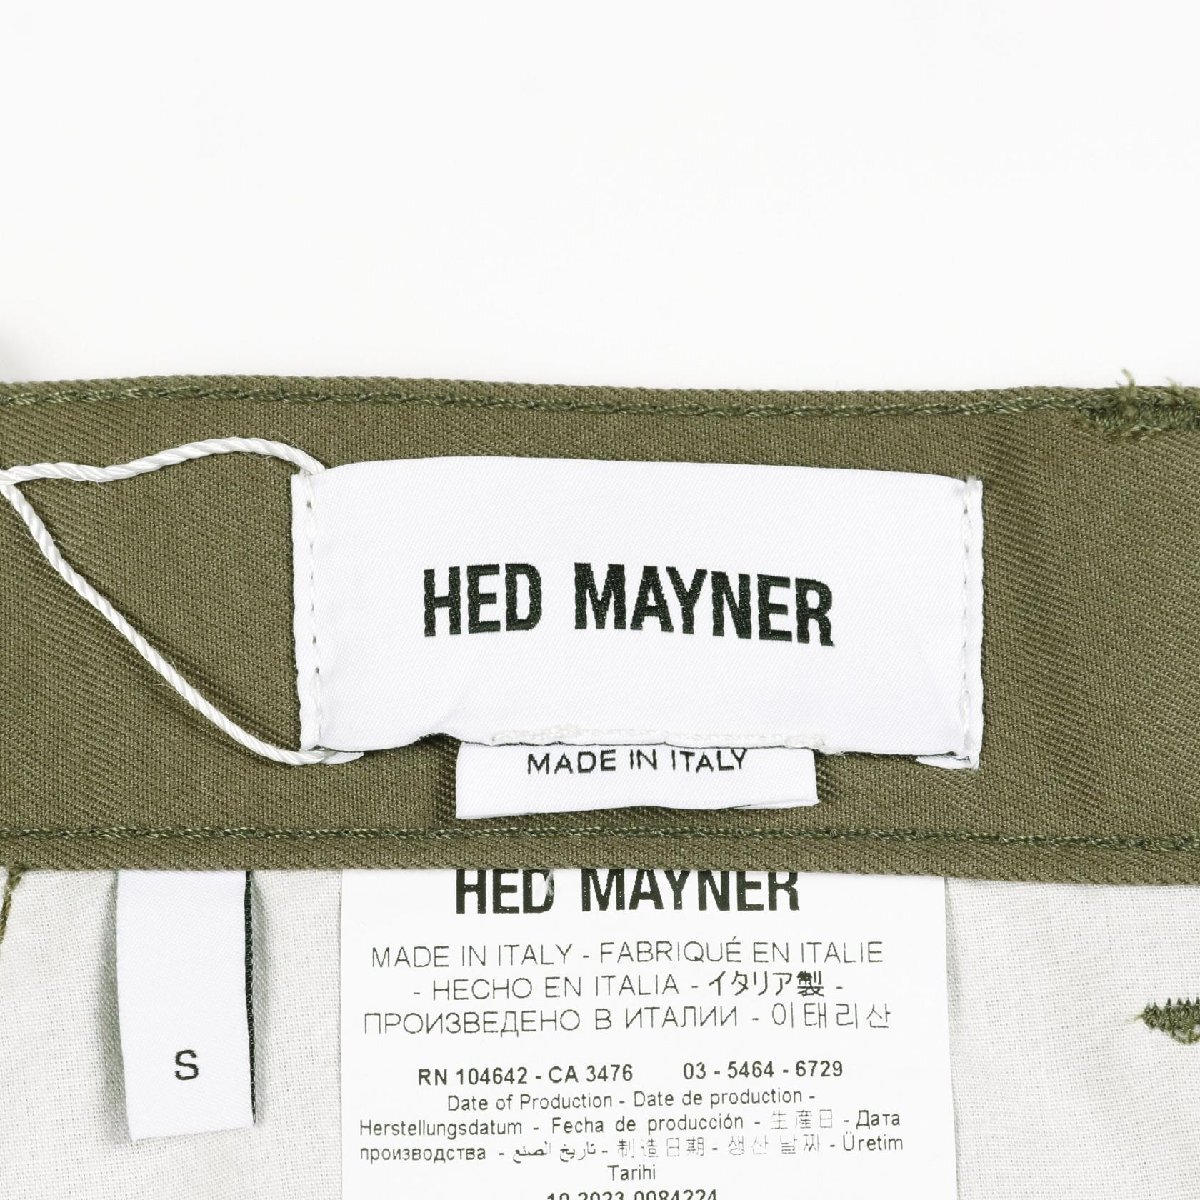 HED MAYNER
MADE IN ITALY
S
HED MAYNER
MADE IN ITALY - FABRIQUÉ EN ITALIE
- HECHO EN ITALIA - イタリア製 -
ПРОИЗВЕДЕНО В ИТАЛИИ - 이태리산
RN 104642 - CA 3476 03 - 5464 - 6729
Date of Production - Date de production -
Herstellungsdatum - Fecha de producción - 生産日 - Дата
производства - تاريخ الصنع - 制造日期 - 생산 날짜 - Üretim
Tarihi
10 2023 0084224